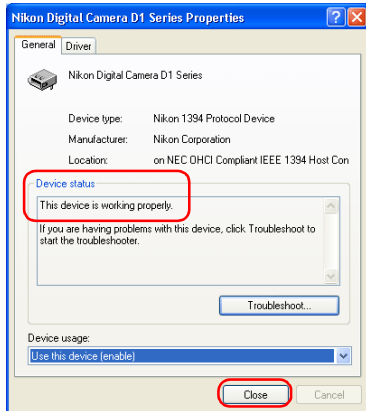 Nikon Digital Camera D1 Series Properties
General
Driver
Nikon Digital Camera D1 Series
Device type: Nikon 1394 Protocol Device
Manufacturer: Nikon Corporation
Location: on NEC OHCI Compliant IEEE 1394 Host Con
Device status
This device is working properly.
If you are having problems with this device, click Troubleshoot to
start the troubleshooter.
Troubleshoot...
Device usage:
Use this device (enable)
Close
Cancel